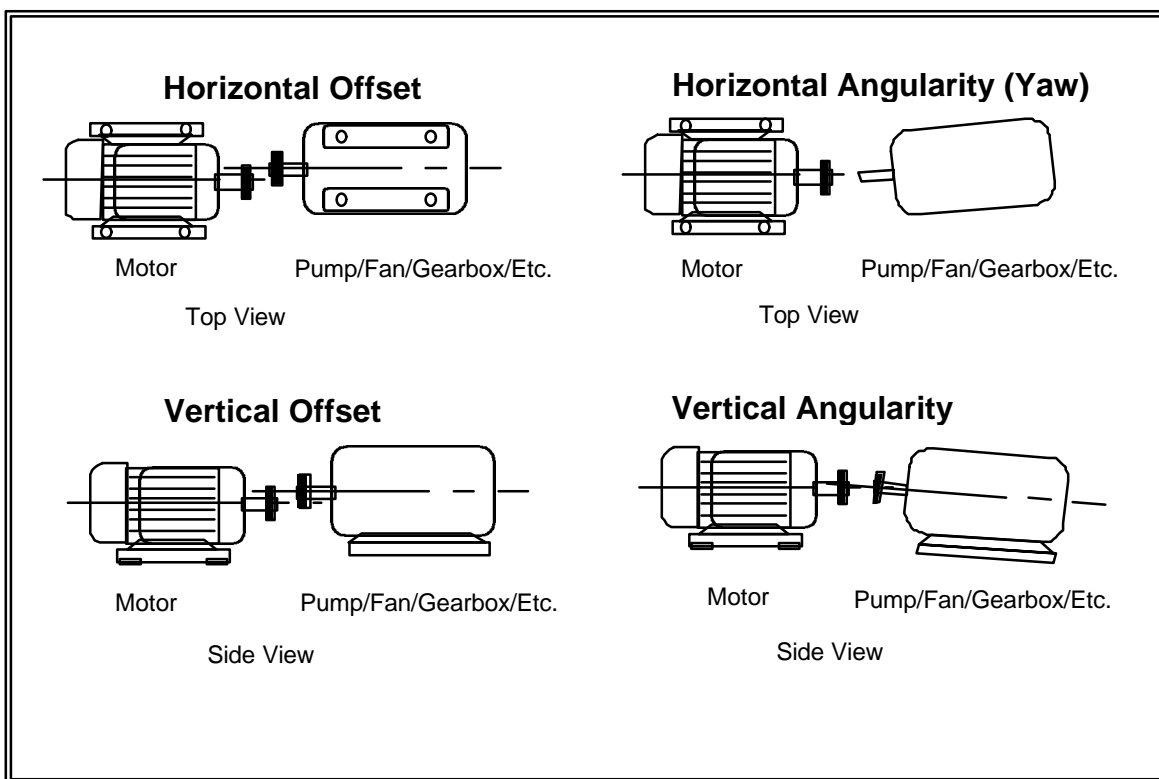 Horizontal Offset
Motor
Pump/Fan/Gearbox/Etc.
Top View
Horizontal Angularity (Yaw)
Motor
Pump/Fan/Gearbox/Etc.
Top View
Vertical Offset
Motor
Pump/Fan/Gearbox/Etc.
Side View
Vertical Angularity
Motor
Pump/Fan/Gearbox/Etc.
Side View